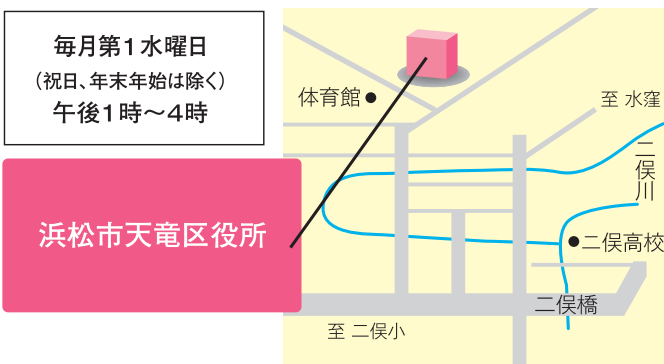 毎月第1水曜日
（祝日、年末年始は除く）
午後1時～4時
浜松市天竜区役所
体育館
至 水窪
二俣川
二俣高校
二俣橋
至 二俣小